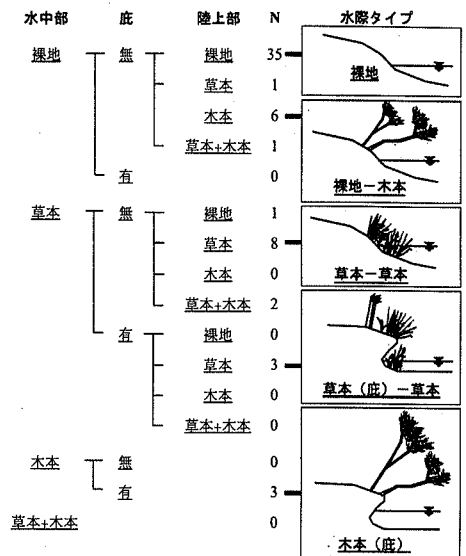 水中部 庇 陸上部 N 水際タイプ
裸地 無 裸地 35
裸地
草本 1
木本 6
草本+木本 1
有 0
裸地－木本
草本 無 裸地 1
草本 8
木本 0
草本－草本
草本+木本 2
有 裸地 0
草本 3
木本 0
草本（庇）－草本
草本+木本 0
木本 無 0
有 3
草本+木本 0
木本（庇）